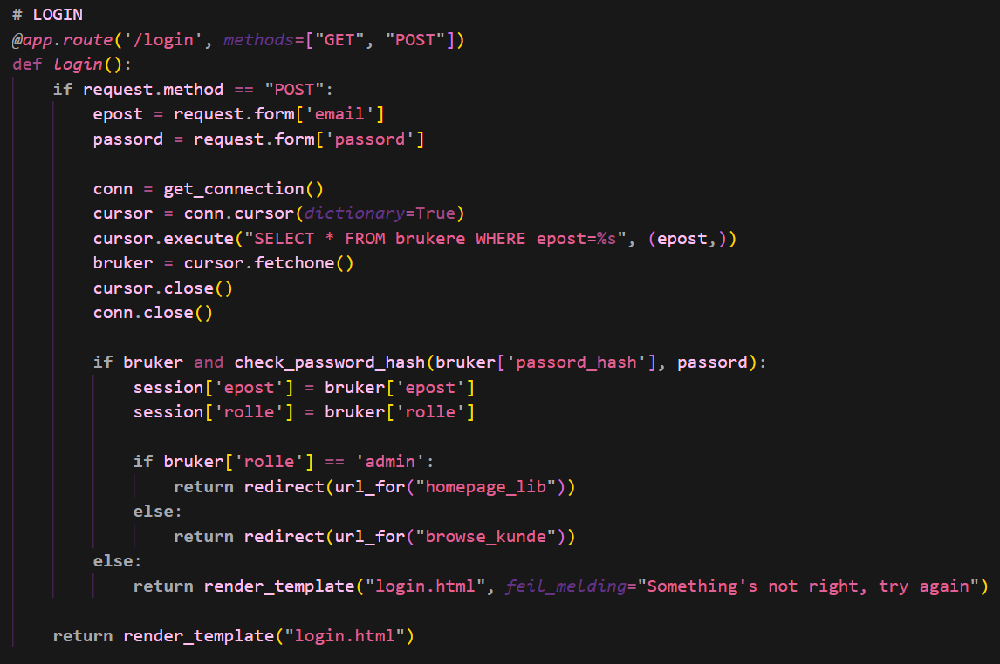 # LOGIN
@app.route('/login', methods=["GET", "POST"])
def login():
    if request.method == "POST":
        epost = request.form['email']
        passord = request.form['passord']

        conn = get_connection()
        cursor = conn.cursor(dictionary=True)
        cursor.execute("SELECT * FROM brukere WHERE epost=%s", (epost,))
        bruker = cursor.fetchone()
        cursor.close()
        conn.close()

        if bruker and check_password_hash(bruker['passord_hash'], passord):
            session['epost'] = bruker['epost']
            session['rolle'] = bruker['rolle']

            if bruker['rolle'] == 'admin':
                return redirect(url_for("homepage_lib"))
            else:
                return redirect(url_for("browse_kunde"))
        else:
            return render_template("login.html", feil_melding="Something's not right, try again")

    return render_template("login.html")